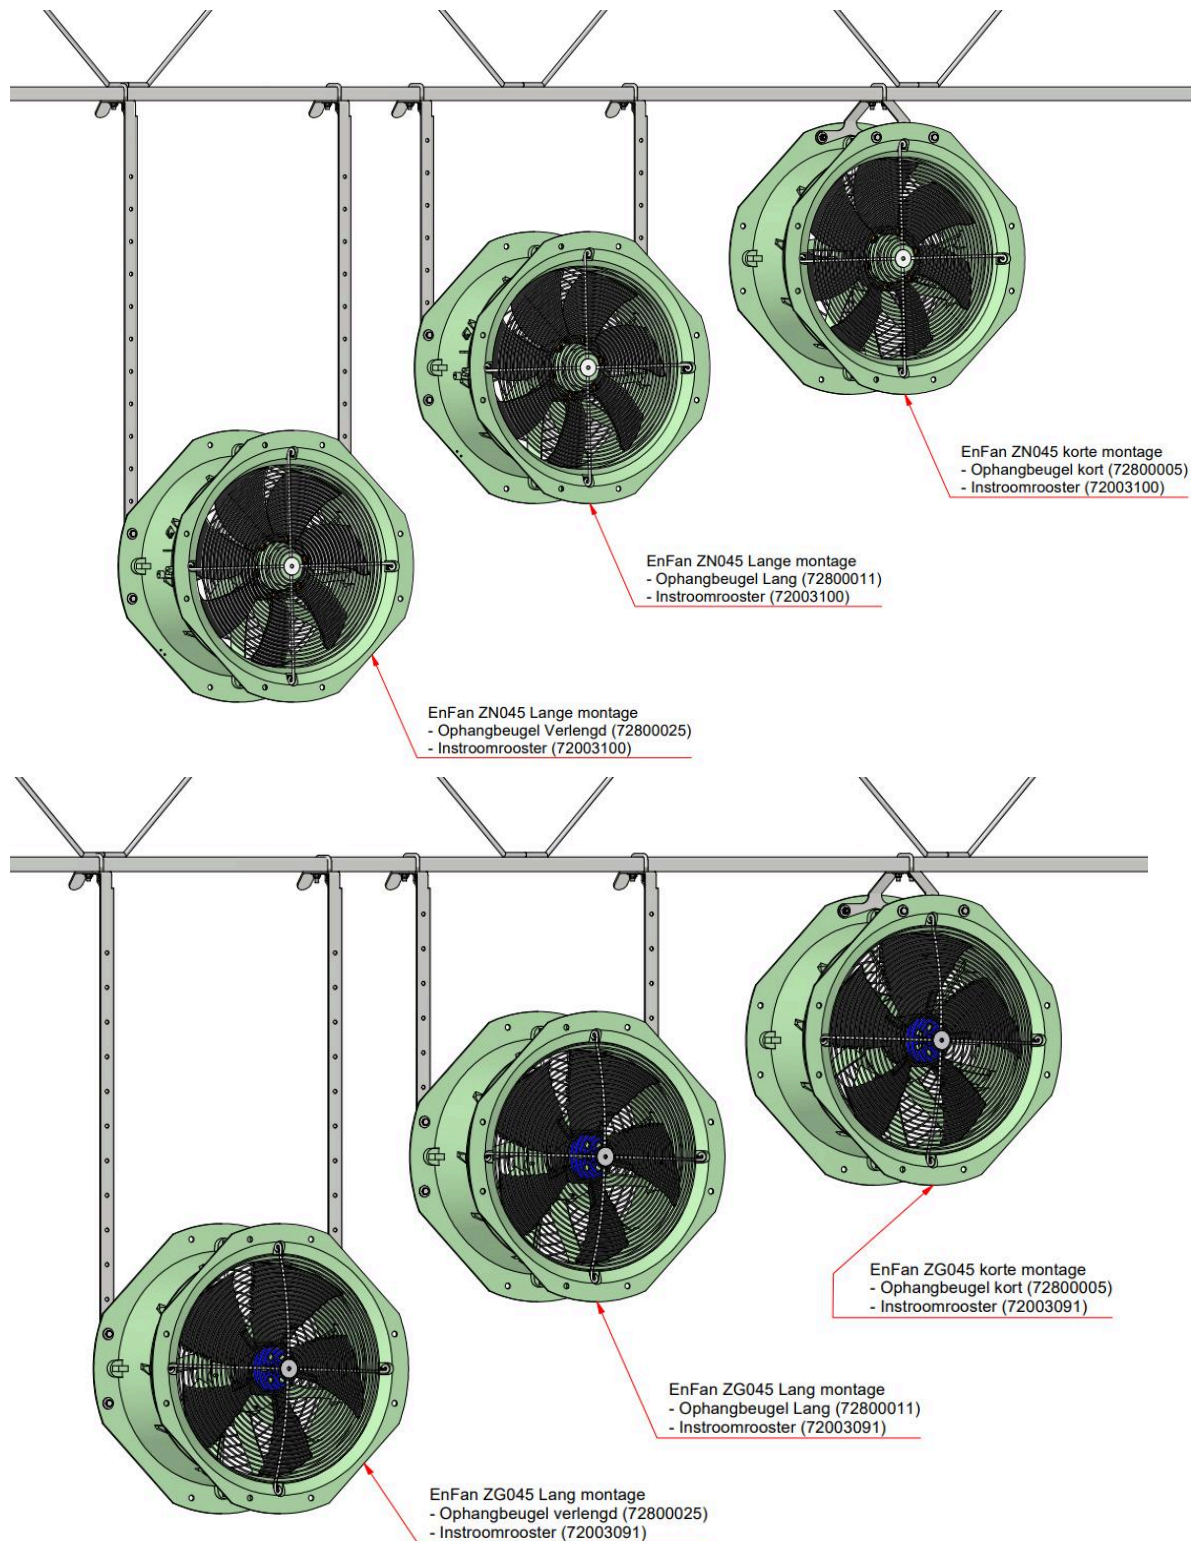 EnFan ZN045 korte montage
- Ophangbeugel kort (72800005)
- Instroomrooster (72003100)
EnFan ZN045 Lange montage
- Ophangbeugel Lang (72800011)
- Instroomrooster (72003100)
EnFan ZN045 Lange montage
- Ophangbeugel Verlengd (72800025)
- Instroomrooster (72003100)
EnFan ZG045 korte montage
- Ophangbeugel kort (72800005)
- Instroomrooster (72003091)
EnFan ZG045 Lang montage
- Ophangbeugel Lang (72800011)
- Instroomrooster (72003091)
EnFan ZG045 Lang montage
- Ophangbeugel verlengd (72800025)
- Instroomrooster (72003091)